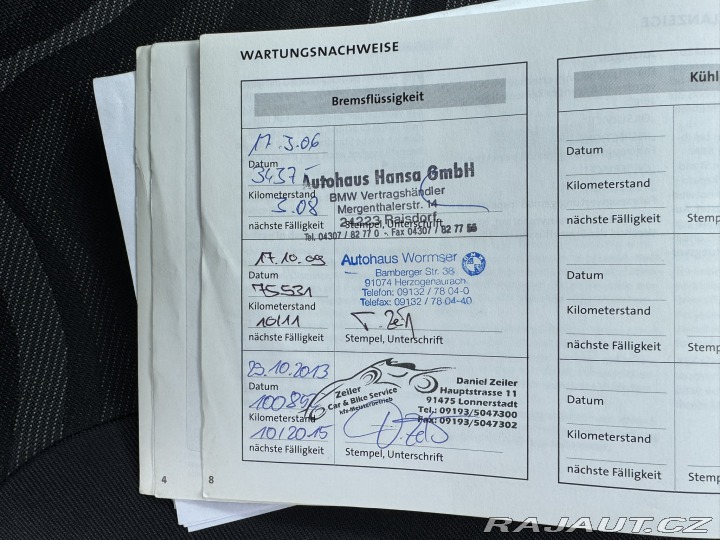 LANZEIGE
WARTUNGSNACHWEISE
Bremsflüssigkeit
17.3.06
Datum
3437
Kilometerstand
3.08
nächste Fälligkeit
Autohaus Hansa GmbH
BMW Vertragshändler
Mergenthalerstr. 14
24223 Raisdorf
Tel. 04307 / 82 77 0 - Fax 04307 / 82 77 55
Stempel, Unterschrift
17.10.09
Datum
75531
Kilometerstand
10/11
nächste Fälligkeit
Autohaus Wormser
Bamberger Str. 38
91074 Herzogenaurach
Telefon: 09132 / 78 04-0
Telefax: 09132 / 78 04-40
Stempel, Unterschrift
23.10.2013
Datum
Kilometerstand
10/2015
nächste Fälligkeit
Zeiler
Car & Bike Service
kfz-Meisterbetrieb
Daniel Zeiler
Hauptstrasse 11
91475 Lonnerstadt
Tel.: 09193/5047300
Fax: 09193/5047302
Stempel, Unterschrift
Kühl
Datum
Kilometerstand
nächste Fälligkeit
Stemp
Datum
Kilometerstand
nächste Fälligkeit
Stem
Datum
Kilometerstand
nächste Fälligkeit
Stemp
4
8
RAJAUT.CZ